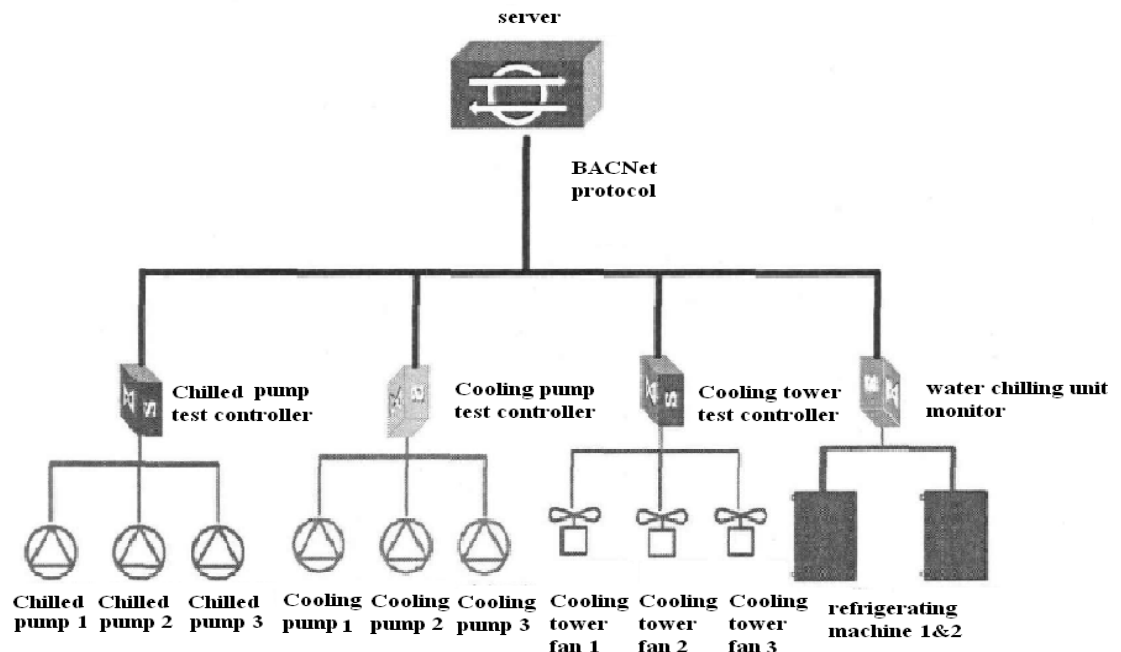 server
BACNet
protocol
Chilled pump
test controller
Cooling pump
test controller
Cooling tower
test controller
water chilling unit
monitor
Chilled
pump 1
Chilled
pump 2
Chilled
pump 3
Cooling
pump 1
Cooling
pump 2
Cooling
pump 3
Cooling
tower
fan 1
Cooling
tower
fan 2
Cooling
tower
fan 3
refrigerating
machine 1&2